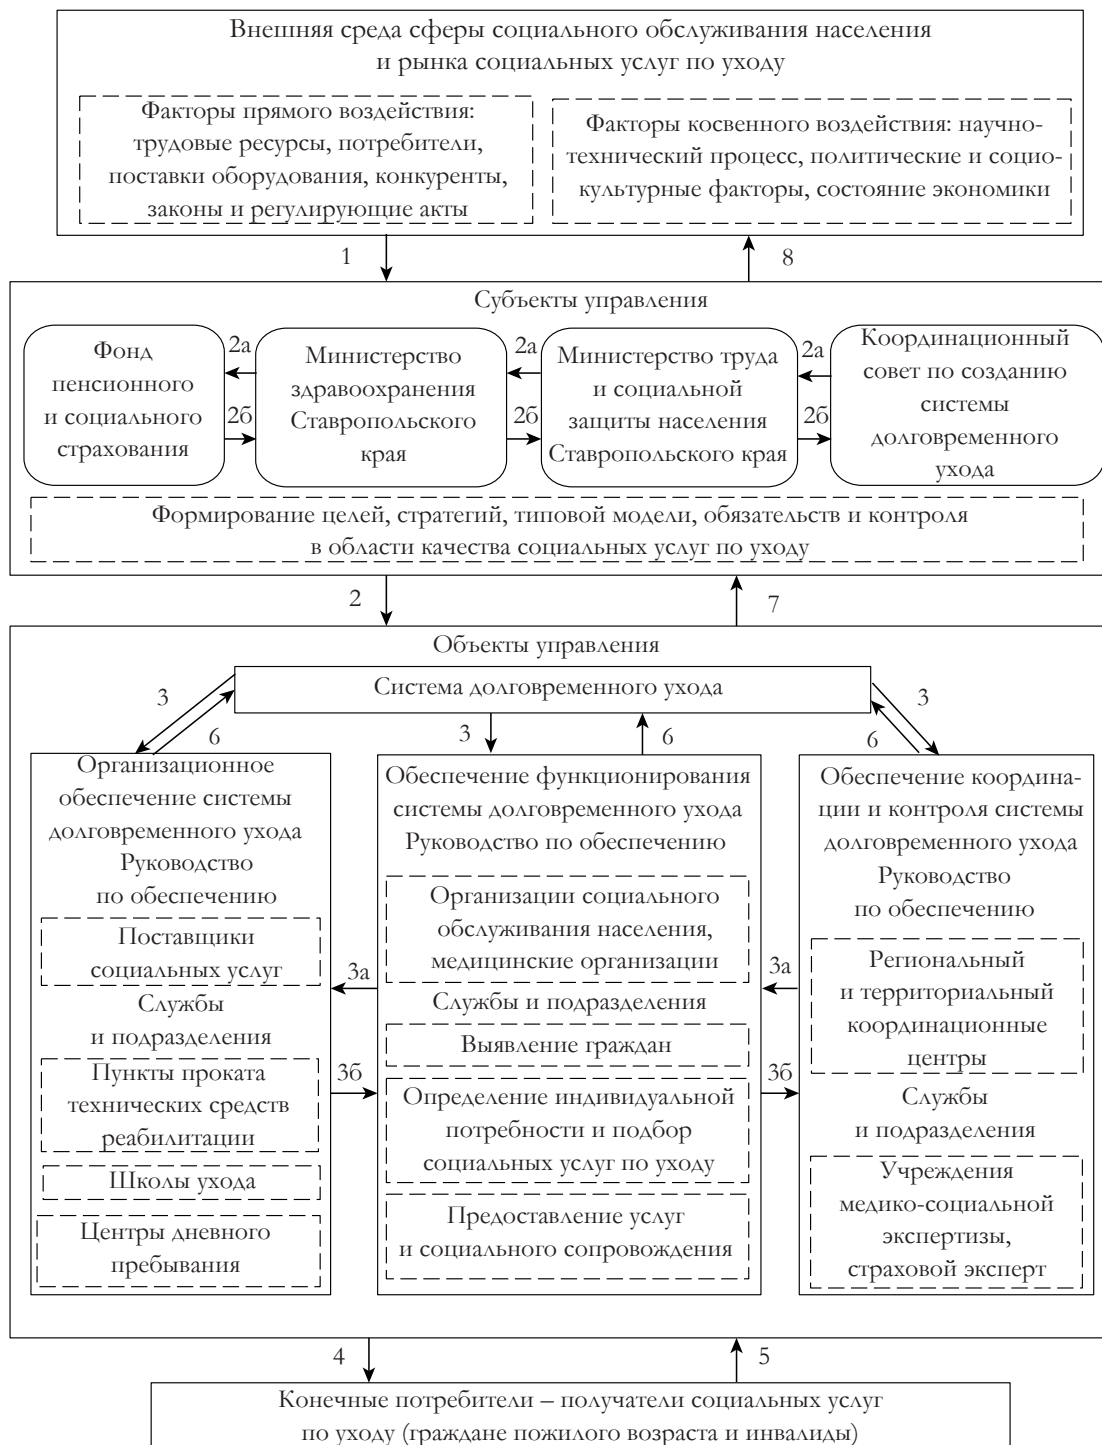 Внешняя среда сферы социального обслуживания населения
и рынка социальных услуг по уходу
Факторы прямого воздействия:
трудовые ресурсы, потребители,
поставки оборудования, конкуренты,
законы и регулирующие акты
Факторы косвенного воздействия: научно-
технический процесс, политические и социо-
культурные факторы, состояние экономики
1
8
Субъекты управления
Фонд
пенсионного
и социального
страхования
2а
2б
Министерство
здравоохранения
Ставропольского
края
2а
2б
Министерство труда
и социальной
защиты населения
Ставропольского края
2а
2б
Координационный
совет по созданию
системы
долговременного
ухода
Формирование целей, стратегий, типовой модели, обязательств и контроля
в области качества социальных услуг по уходу
2
7
Объекты управления
Система долговременного ухода
3
6
3
6
3
6
Организационное
обеспечение системы
долговременного ухода
Руководство
по обеспечению
Поставщики
социальных услуг
Службы
и подразделения
Пункты проката
технических средств
реабилитации
Школы ухода
Центры дневного
пребывания
3а
3б
Обеспечение функционирования
системы долговременного ухода
Руководство по обеспечению
Организации социального
обслуживания населения,
медицинские организации
Службы и подразделения
Выявление граждан
Определение индивидуальной
потребности и подбор
социальных услуг по уходу
Предоставление услуг
и социального сопровождения
3а
3б
Обеспечение координа-
ции и контроля системы
долговременного ухода
Руководство
по обеспечению
Региональный
и территориальный
координационные
центры
Службы
и подразделения
Учреждения
медико-социальной
экспертизы,
страховой эксперт
4
5
Конечные потребители – получатели социальных услуг
по уходу (граждане пожилого возраста и инвалиды)